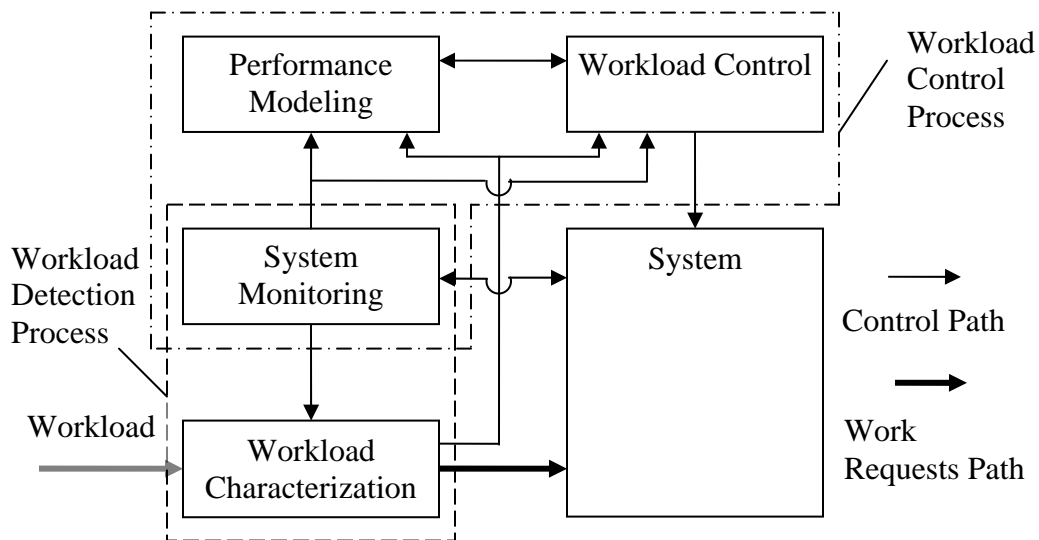 Performance
Modeling
Workload Control
Workload
Control
Process
System
Monitoring
System
Workload
Detection
Process
Control Path
Workload
Workload
Characterization
Work
Requests Path